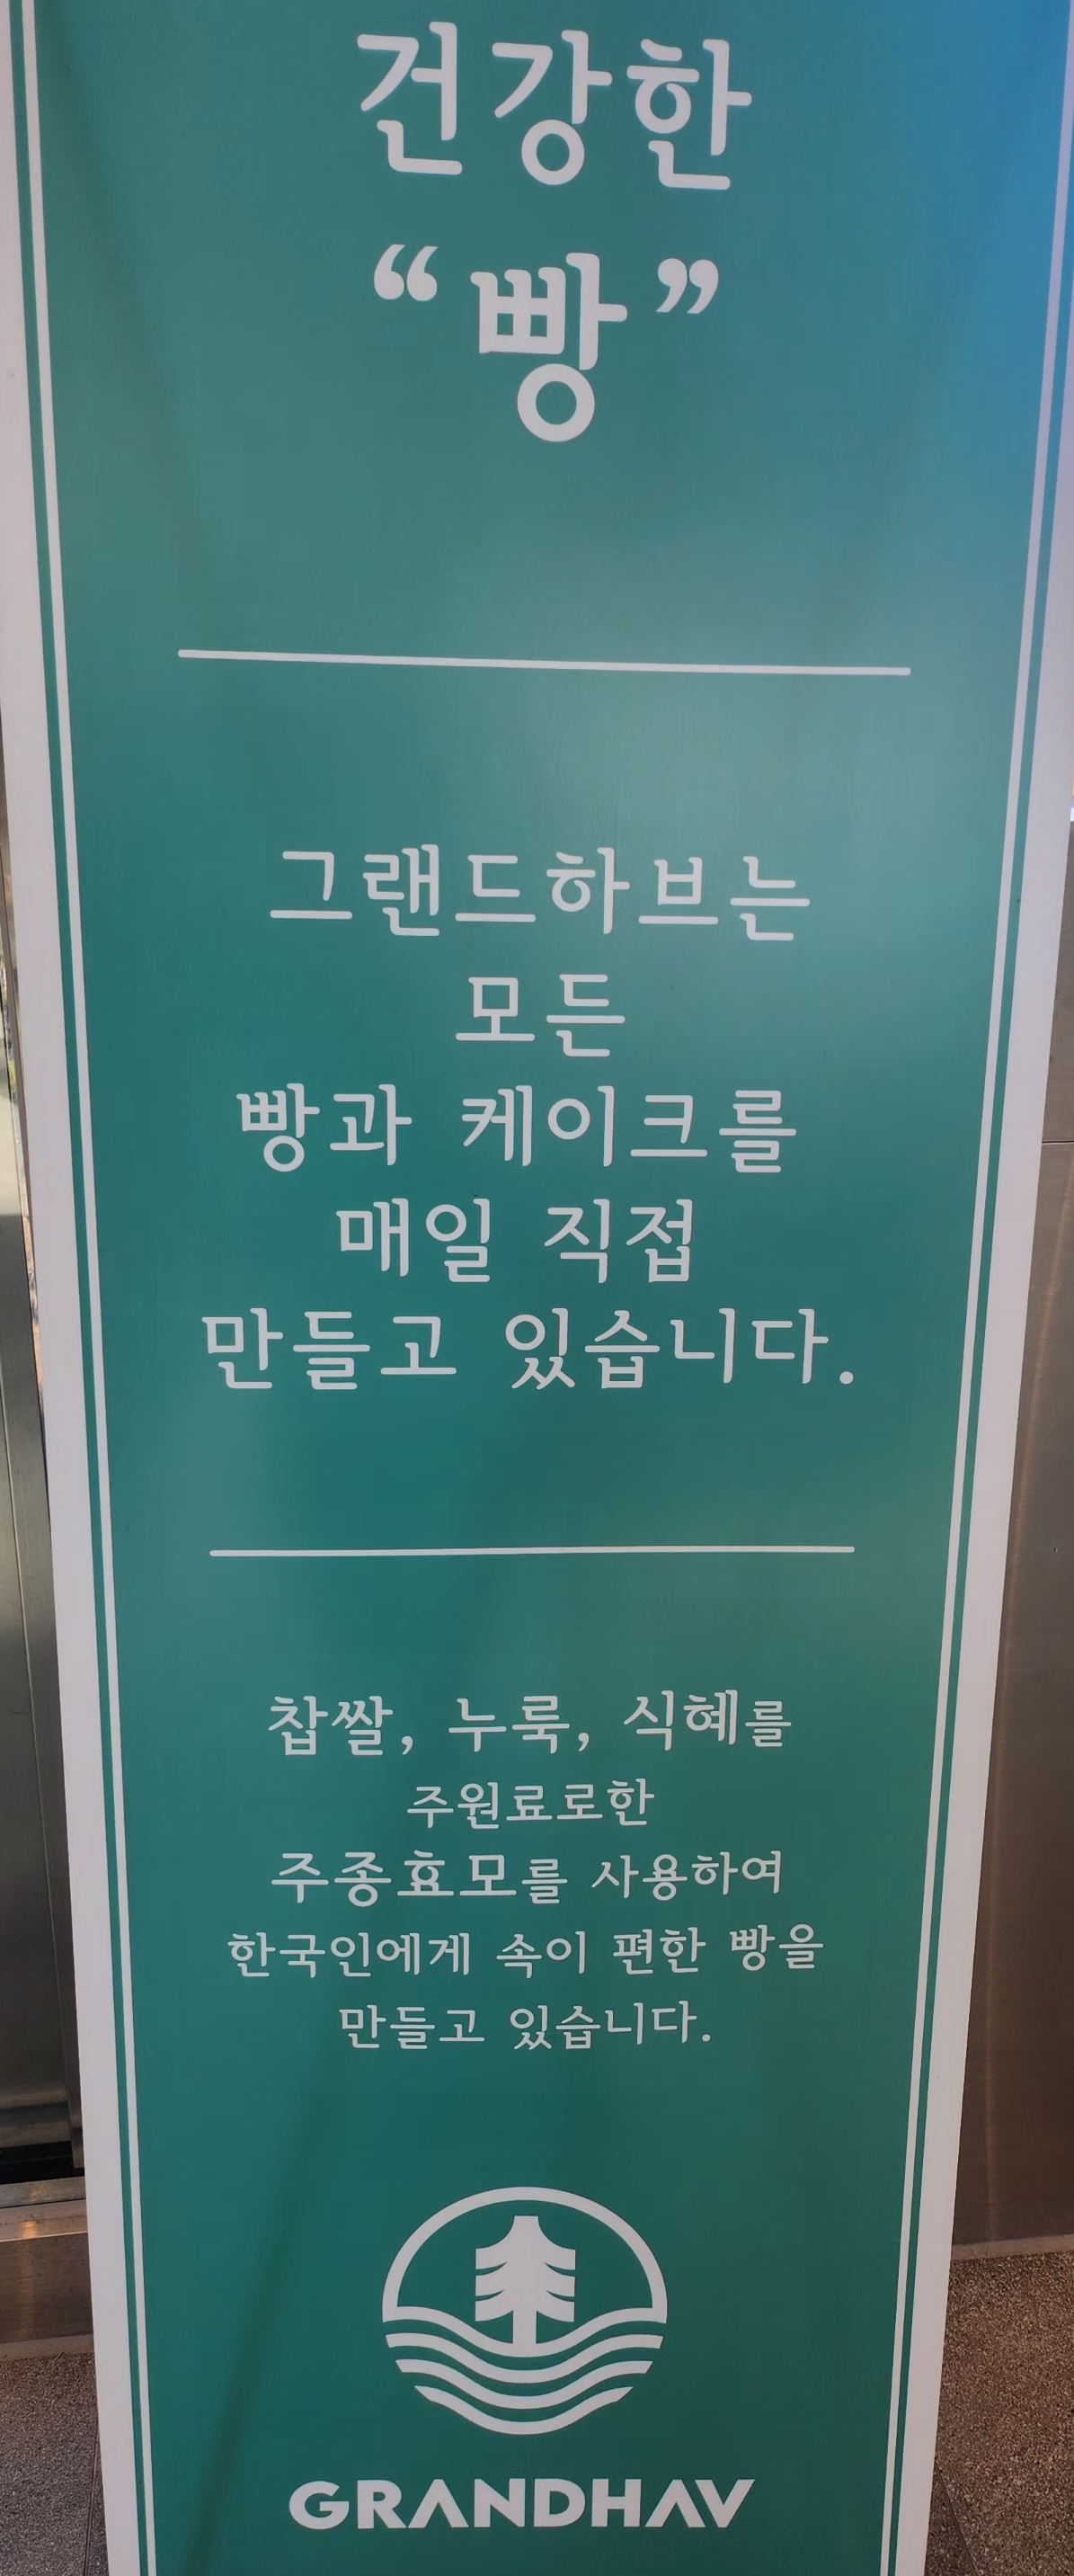 건강한
“빵”
그랜드하브는
모든
빵과 케이크를
매일 직접
만들고 있습니다.
찹쌀, 누룩, 식혜를
주원료로한
주종효모를 사용하여
한국인에게 속이 편한 빵을
만들고 있습니다.
GRANDHAV